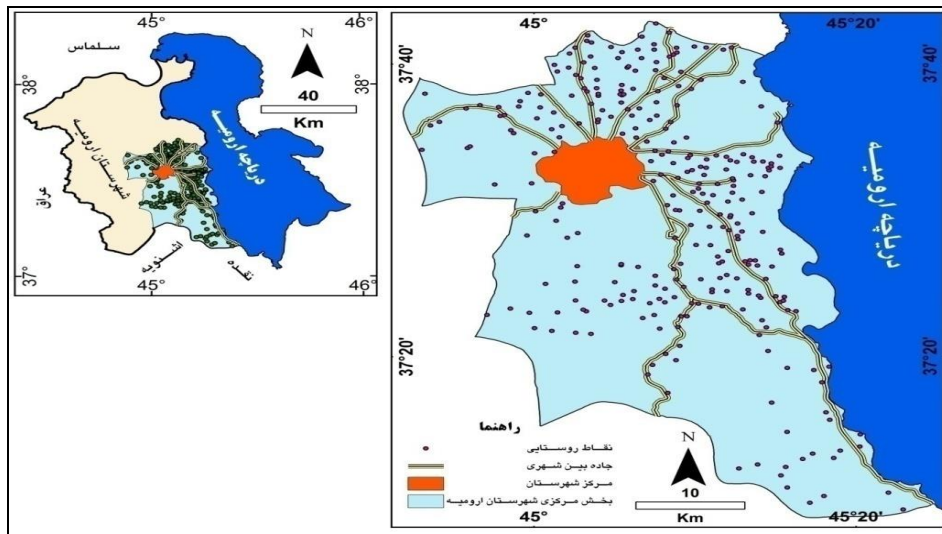 45°
46°
سلماس
N
38°
38°
40
Km
شهرستان ارومیه
دریاچه ارومیه
عراق
اشنویه
نقده
37°
37°
45°
46°
45°
45°20'
37°40'
37°40'
دریاچه ارومیه
37°20'
37°20'
راهنما
نقاط روستایی
جاده بین شهری
مرکز شهرستان
بخش مرکزی شهرستان ارومیه
N
10
Km
45°
45°20'